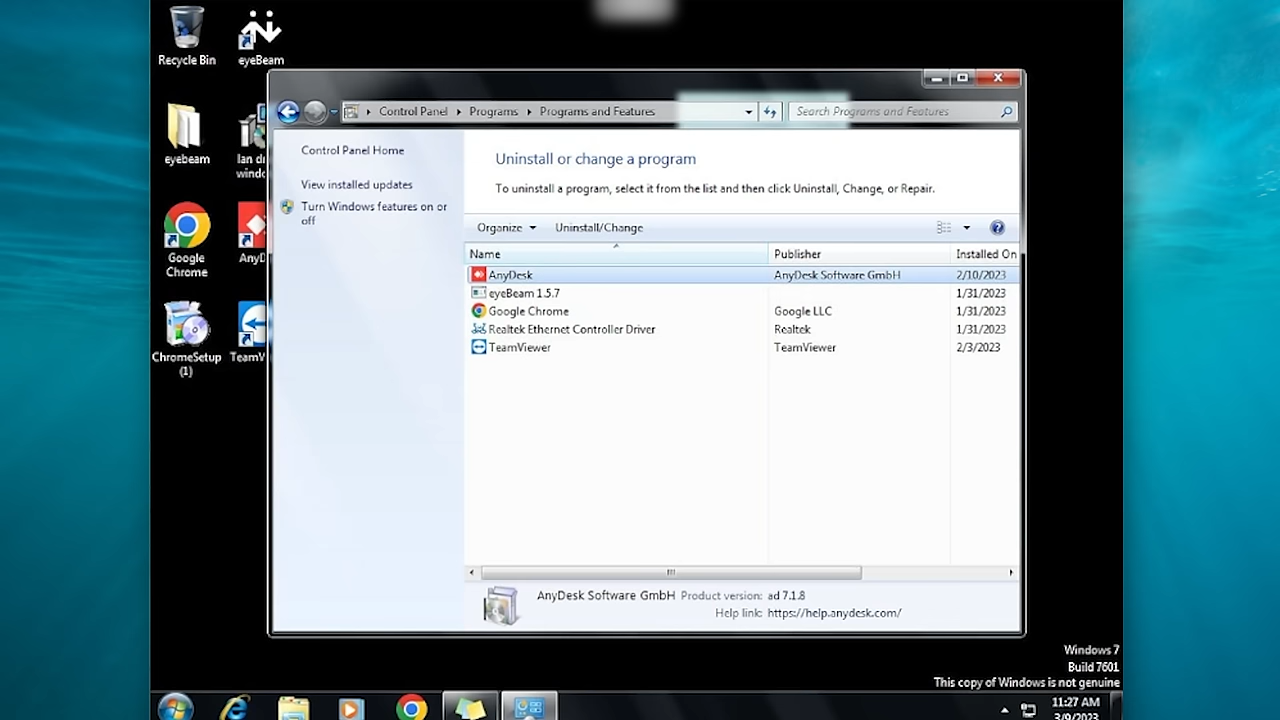 Recycle Bin
eyeBeam
eyebeam
lan dr
windo
Google
Chrome
AnyD
ChromeSetup
(1)
TeamV
Control Panel
Programs
Programs and Features
Search Programs and Features
Control Panel Home
View installed updates
Turn Windows features on or
off
Uninstall or change a program
To uninstall a program, select it from the list and then click Uninstall, Change, or Repair.
Organize
Uninstall/Change
Name Publisher Installed On
AnyDesk AnyDesk Software GmbH 2/10/2023
eyeBeam 1.5.7 1/31/2023
Google Chrome Google LLC 1/31/2023
Realtek Ethernet Controller Driver Realtek 1/31/2023
TeamViewer TeamViewer 2/3/2023
AnyDesk Software GmbH Product version: ad 7.1.8
Help link: https://help.anydesk.com/
Windows 7
Build 7601
This copy of Windows is not genuine
11:27 AM
3/9/2023